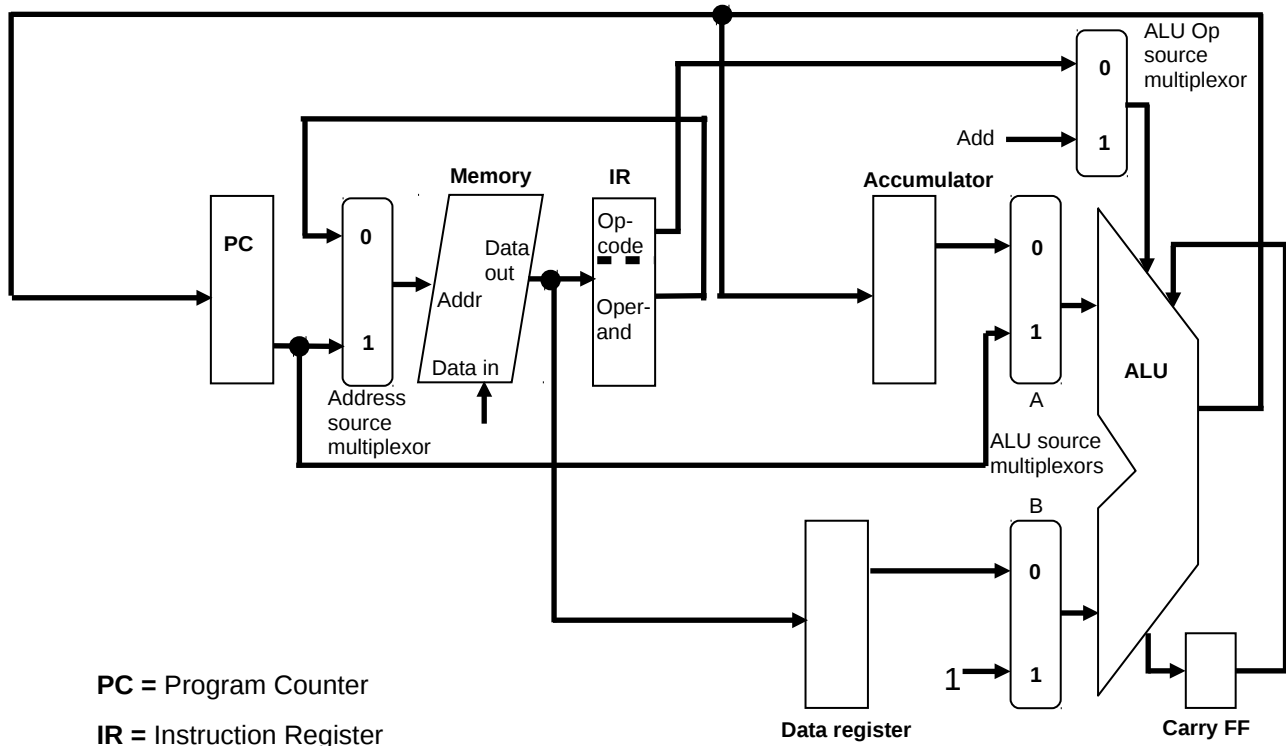 ALU Op
source
multiplexor
0
Add
1
Memory
IR
Accumulator
PC
0
1
Addr
Data
out
Data in
Op-
code
Oper-
and
0
1
A
ALU
Address
source
multiplexor
ALU source
multiplexors
B
0
1
1
PC = Program Counter
IR = Instruction Register
Data register
Carry FF